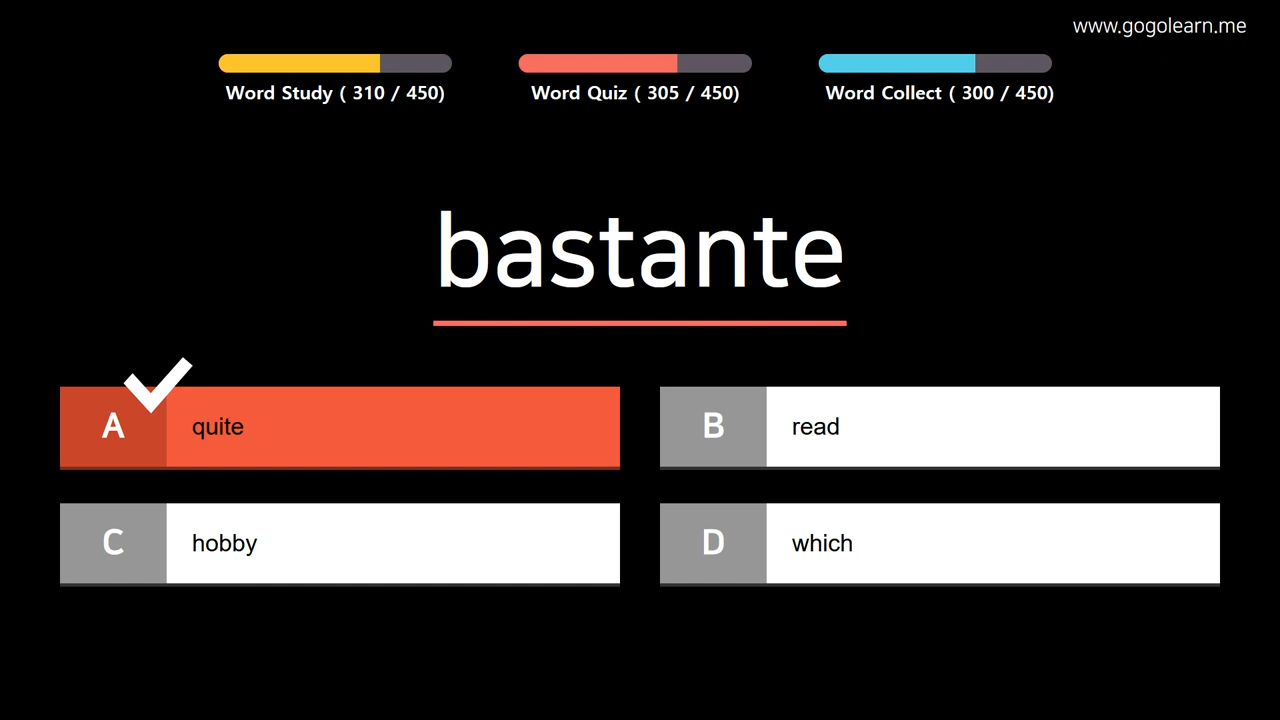 www.gogolearn.me
Word Study ( 310 / 450)
Word Quiz ( 305 / 450)
Word Collect ( 300 / 450)
bastante
A quite
B read
C hobby
D which